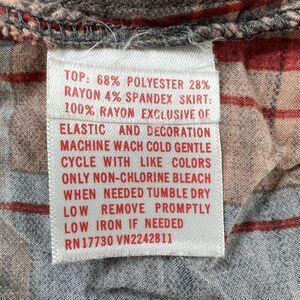 TOP: 68% POLYESTER 28%
RAYON 4% SPANDEX SKIRT:
100% RAYON EXCLUSIVE OF
ELASTIC AND DECORATION
MACHINE WACH COLD GENTLE
CYCLE WITH LIKE COLORS
ONLY NON-CHLORINE BLEACH
WHEN NEEDED TUMBLE DRY
LOW REMOVE PROMPTLY
LOW IRON IF NEEDED
RN17730 VN2242811